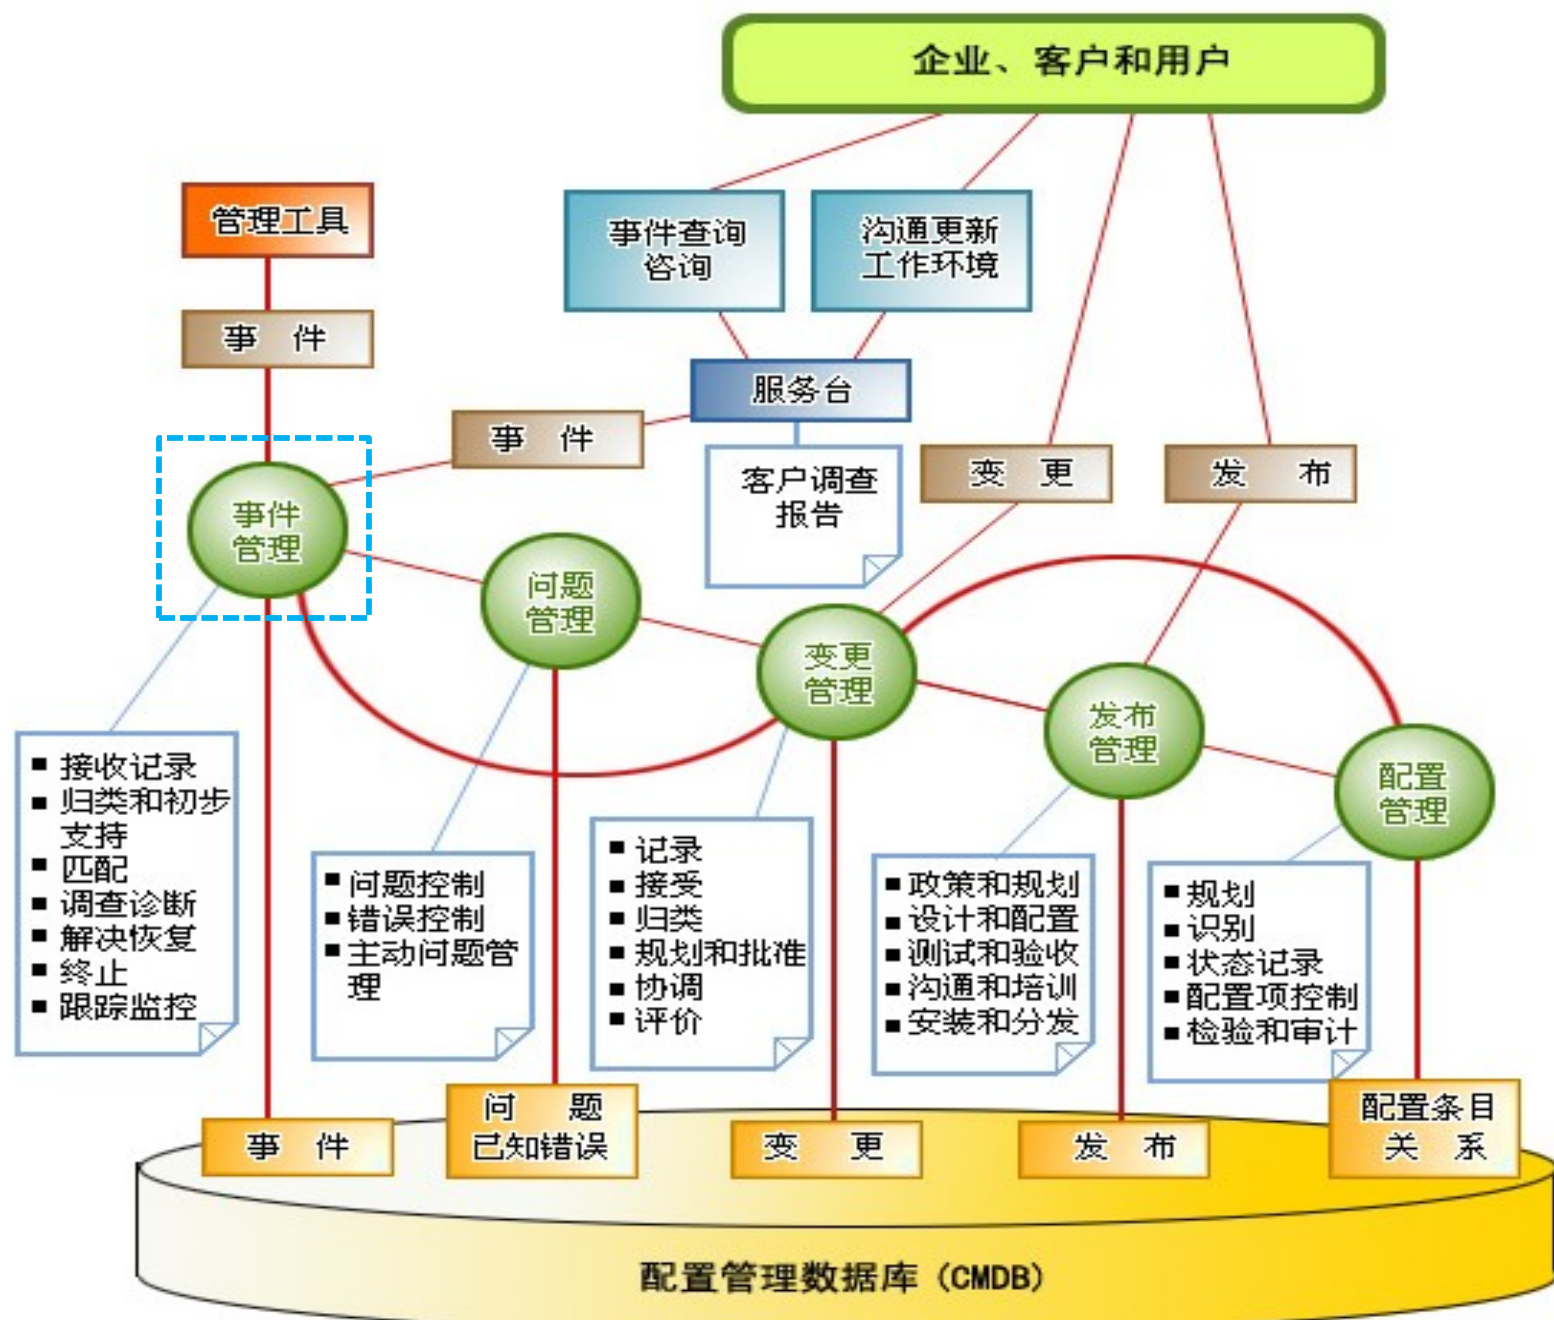 企业、客户和用户
管理工具
事件查询
咨询
沟通更新
工作环境
事 件
服务台
事 件
变 更
发 布
客户调查
报告
事件
管理
问题
管理
变更
管理
发布
管理
配置
管理
■ 接收记录
■ 归类和初步
支持
■ 匹配
■ 调查诊断
■ 解决恢复
■ 终止
■ 跟踪监控
■ 问题控制
■ 错误控制
■ 主动问题管
理
■ 记录
■ 接受
■ 归类
■ 规划和批准
■ 协调
■ 评价
■ 政策和规划
■ 设计和配置
■ 测试和验收
■ 沟通和培训
■ 安装和分发
■ 规划
■ 识别
■ 状态记录
■ 配置项控制
■ 检验和审计
事 件
问 题
已知错误
变 更
发 布
配置条目
关 系
配置管理数据库（CMDB）